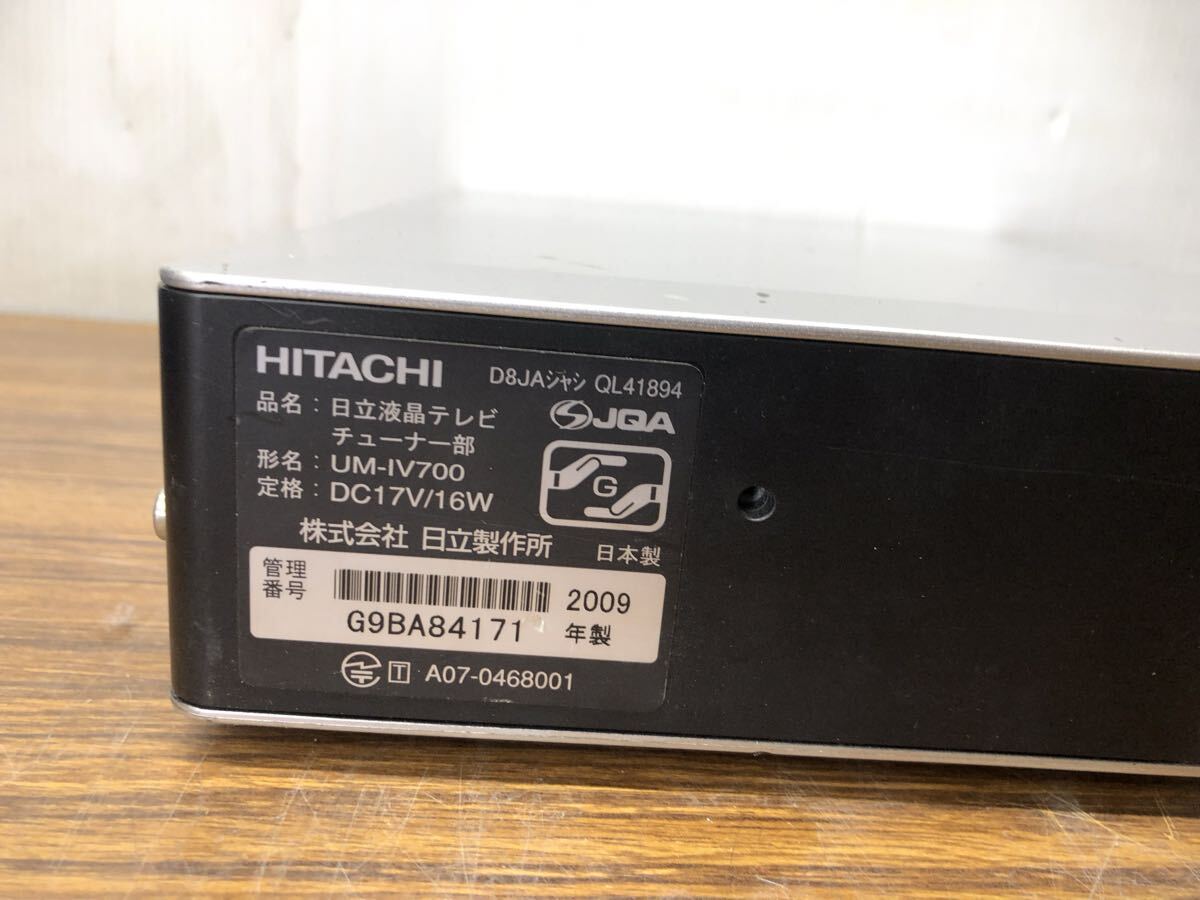 HITACHI D8JAｼｬｼ QL41894
品名：日立液晶テレビ
チューナー部
JQA
形名：UM-IV700
G
定格：DC17V/16W
株式会社 日立製作所 日本製
管理
番号
G9BA84171
2009
年製
T A07-0468001